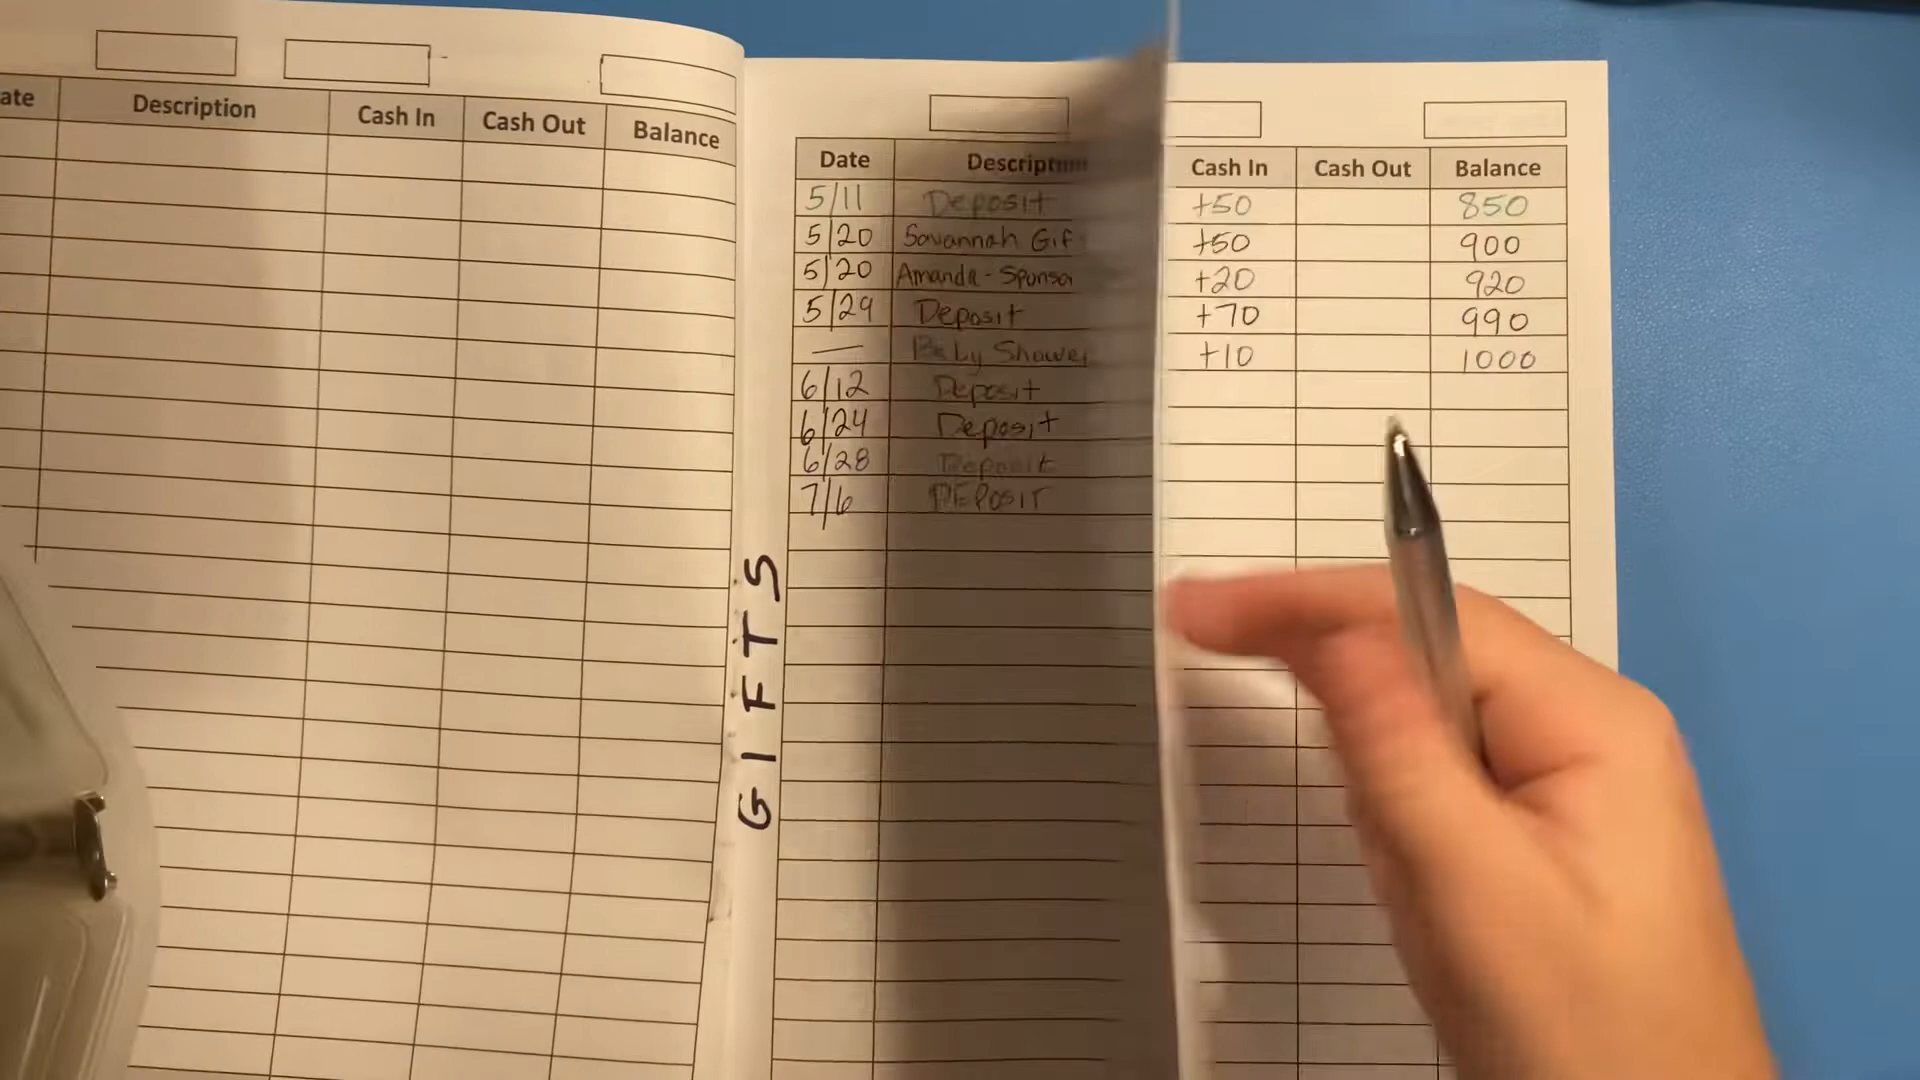 ate Description Cash In Cash Out Balance
GIFTS
Date Description
5/11 Deposit
5/20 Savannah Gif
5/20 Amanda - Sponsor
5/29 Deposit
— Baby Shower
6/12 Deposit
6/24 Deposit
6/28 Deposit
7/6 DEPOSIT
Cash In Cash Out Balance
+50 850
+50 900
+20 920
+70 990
+10 1000